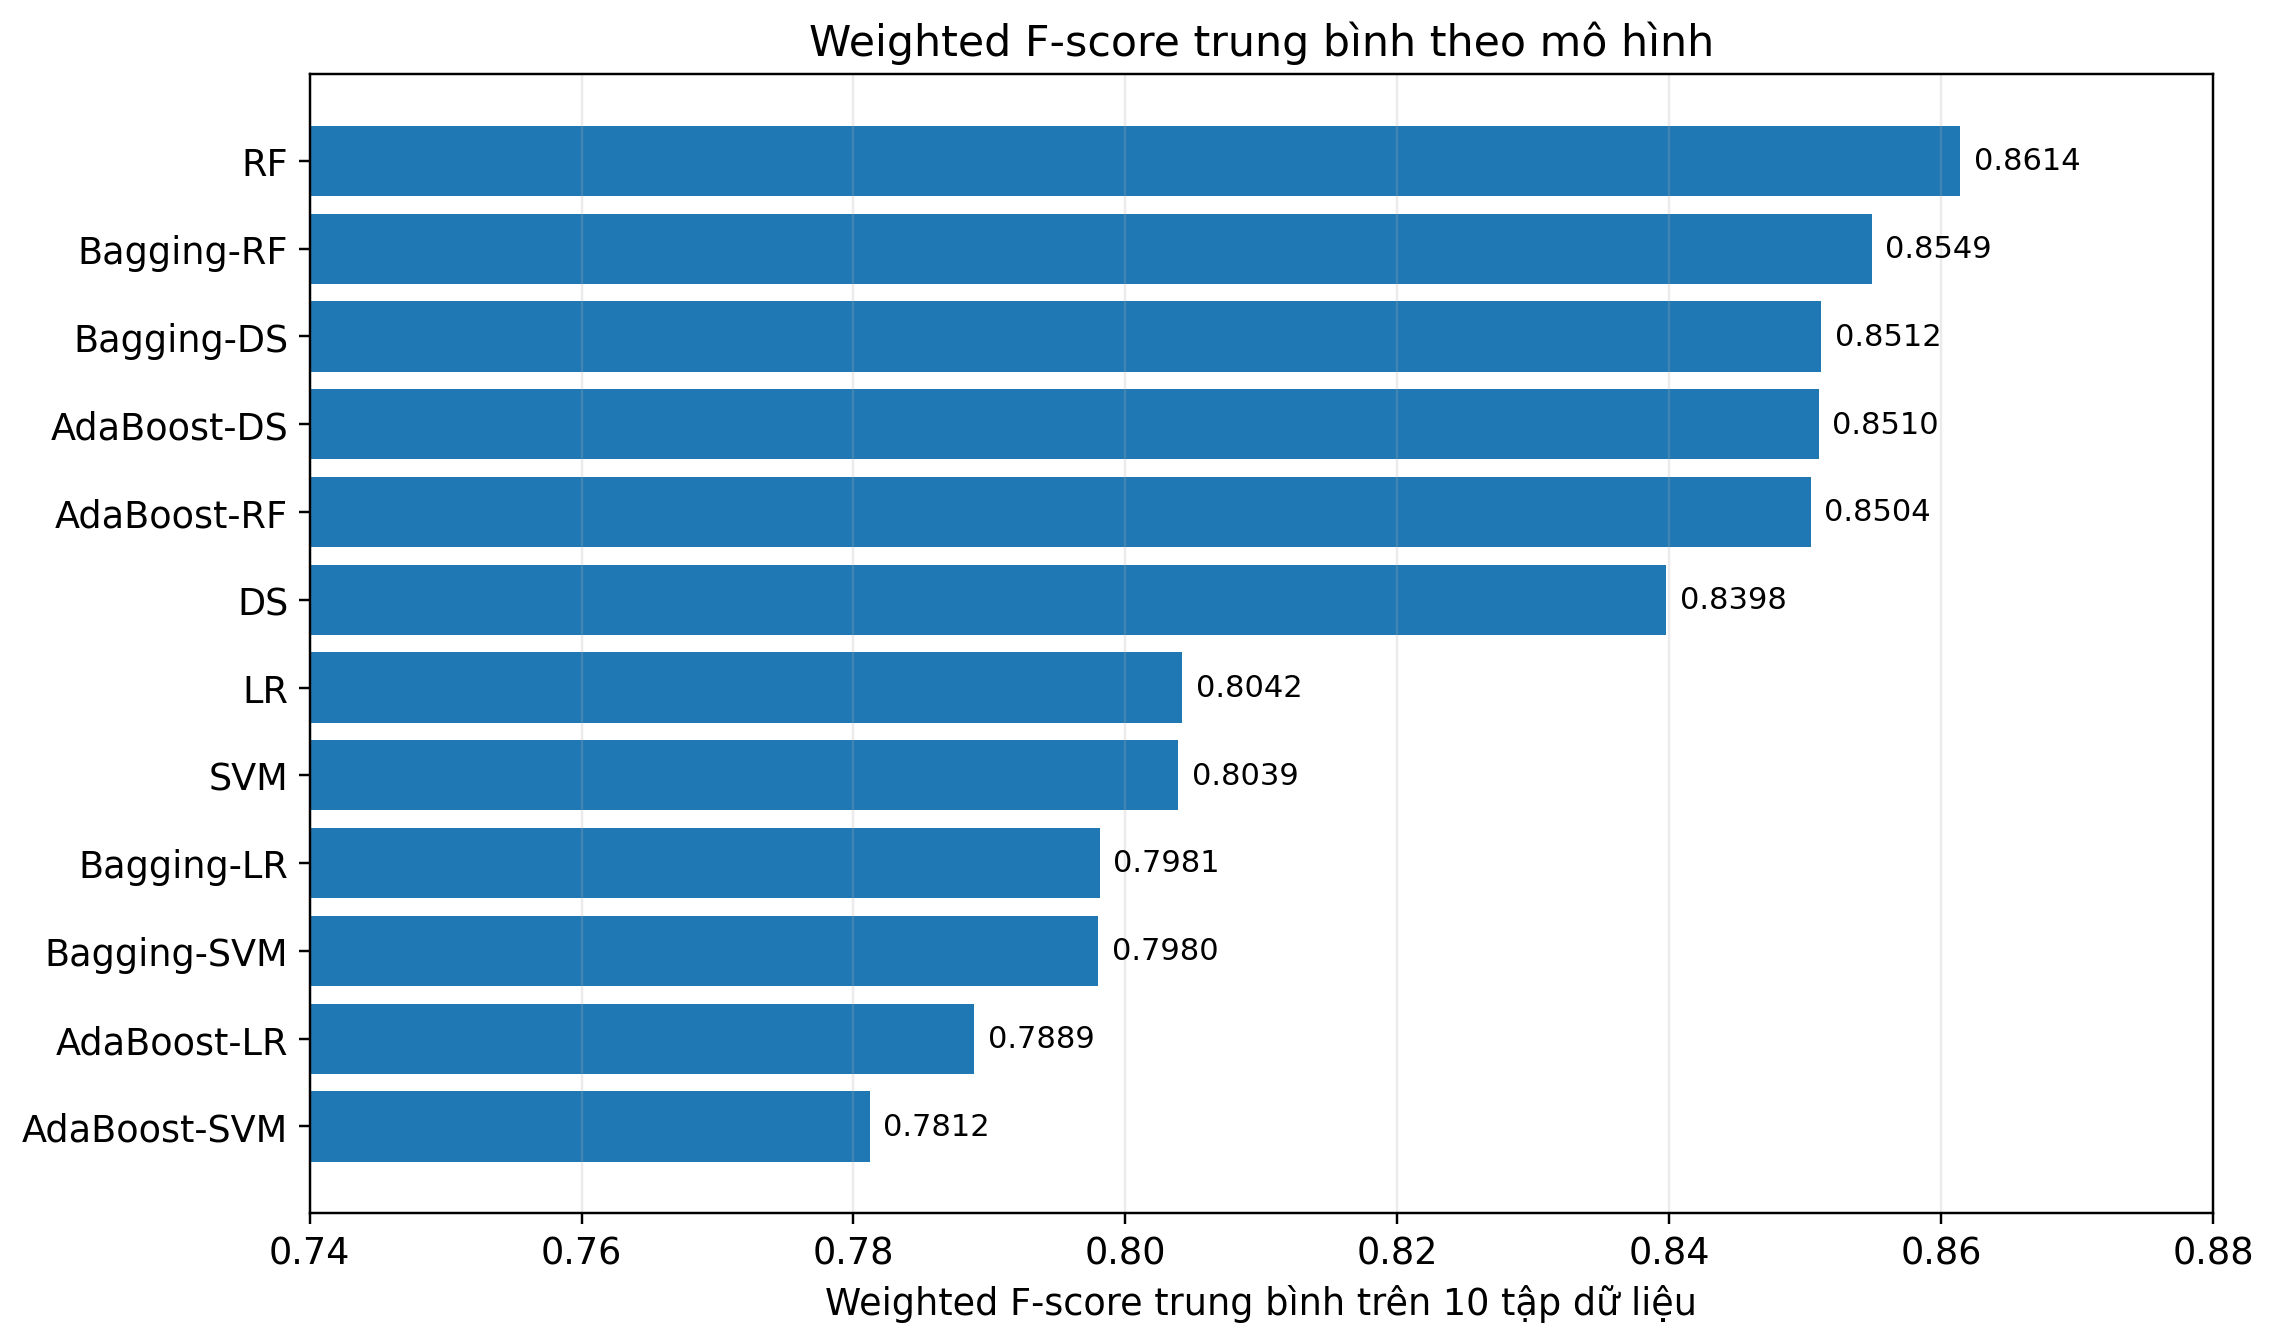 Weighted F-score trung bình theo mô hình
RF 0.8614
Bagging-RF 0.8549
Bagging-DS 0.8512
AdaBoost-DS 0.8510
AdaBoost-RF 0.8504
DS 0.8398
LR 0.8042
SVM 0.8039
Bagging-LR 0.7981
Bagging-SVM 0.7980
AdaBoost-LR 0.7889
AdaBoost-SVM 0.7812
0.74 0.76 0.78 0.80 0.82 0.84 0.86 0.88
Weighted F-score trung bình trên 10 tập dữ liệu